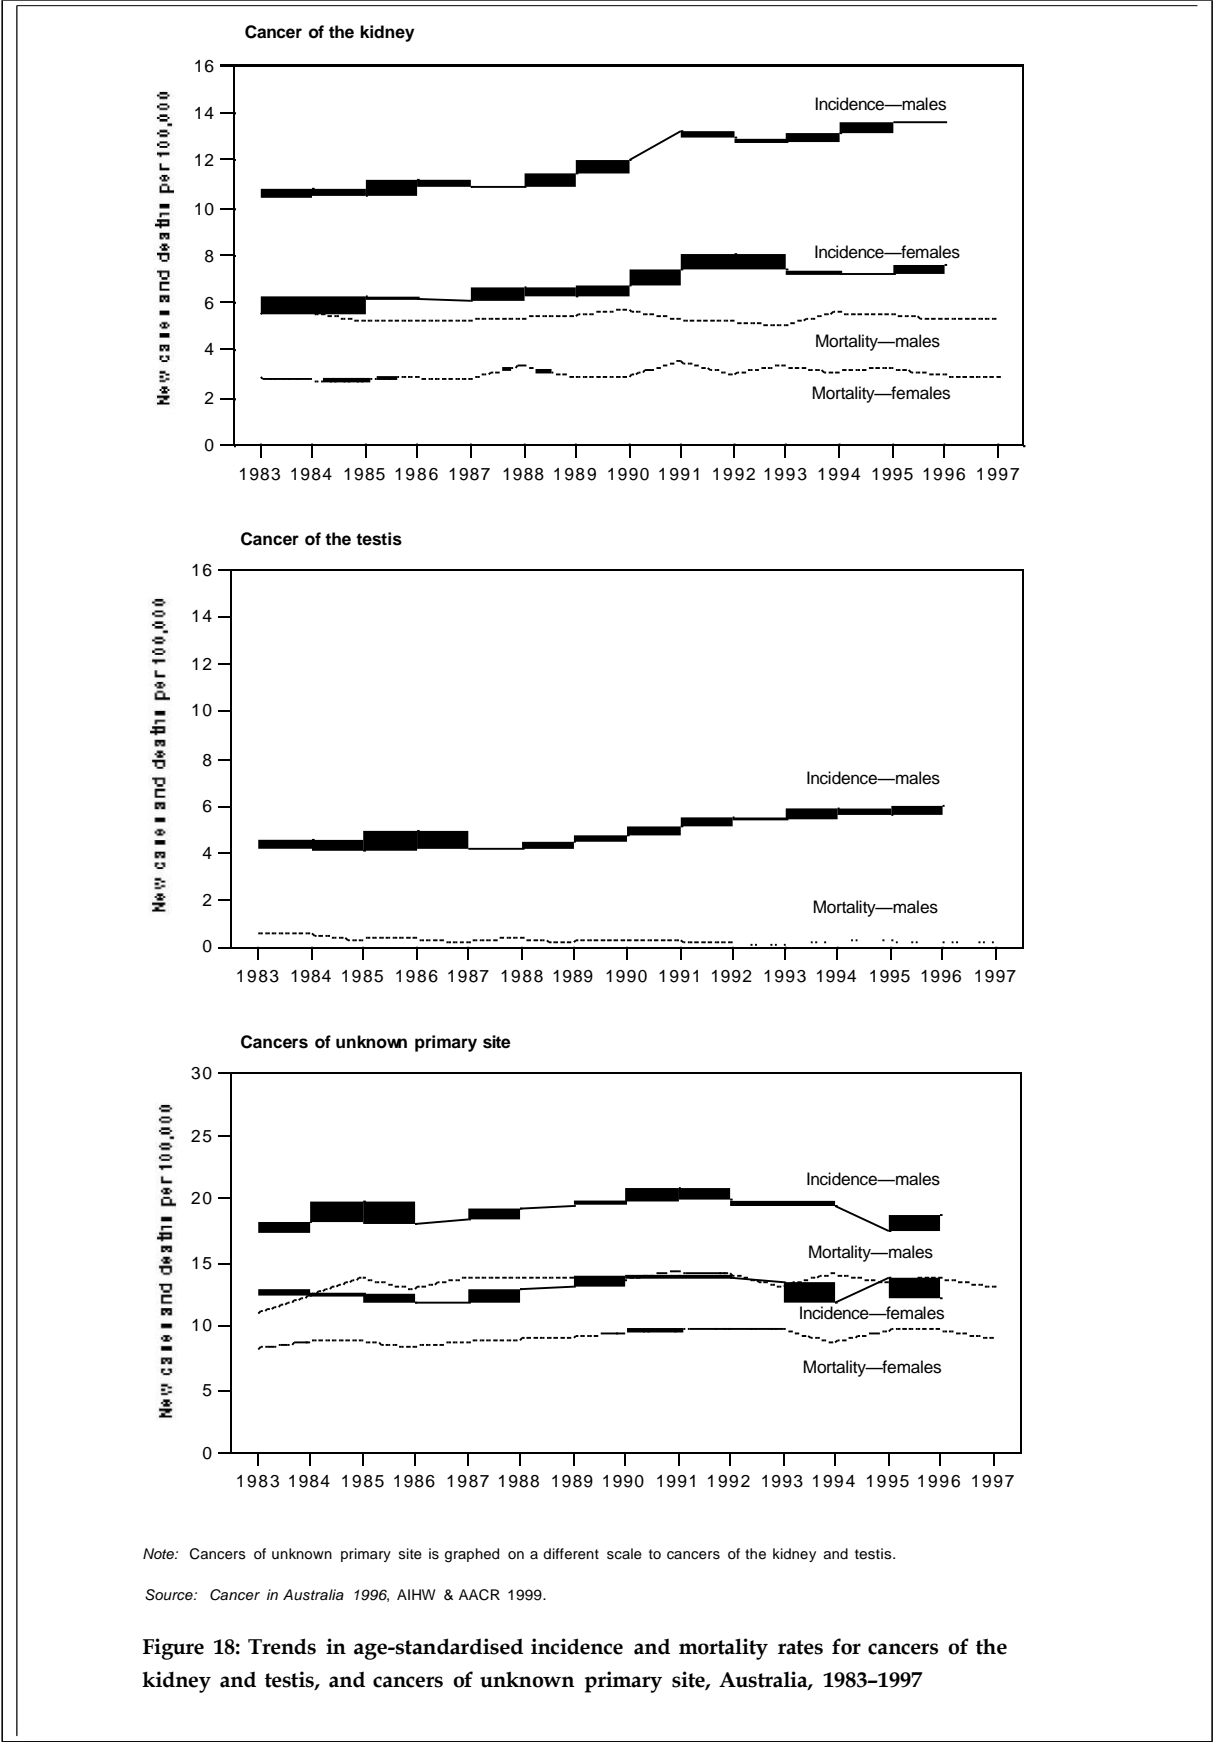 Cancer of the kidney
New cases and deaths per 100,000
16
14
12
10
8
6
4
2
0
Incidence—males
Incidence—females
Mortality—males
Mortality—females
1983 1984 1985 1986 1987 1988 1989 1990 1991 1992 1993 1994 1995 1996 1997
Cancer of the testis
New cases and deaths per 100,000
16
14
12
10
8
6
4
2
0
Incidence—males
Mortality—males
1983 1984 1985 1986 1987 1988 1989 1990 1991 1992 1993 1994 1995 1996 1997
Cancers of unknown primary site
New cases and deaths per 100,000
30
25
20
15
10
5
0
Incidence—males
Mortality—males
Incidence—females
Mortality—females
1983 1984 1985 1986 1987 1988 1989 1990 1991 1992 1993 1994 1995 1996 1997
Note: Cancers of unknown primary site is graphed on a different scale to cancers of the kidney and testis.
Source: Cancer in Australia 1996, AIHW & AACR 1999.
Figure 18: Trends in age-standardised incidence and mortality rates for cancers of the
kidney and testis, and cancers of unknown primary site, Australia, 1983–1997